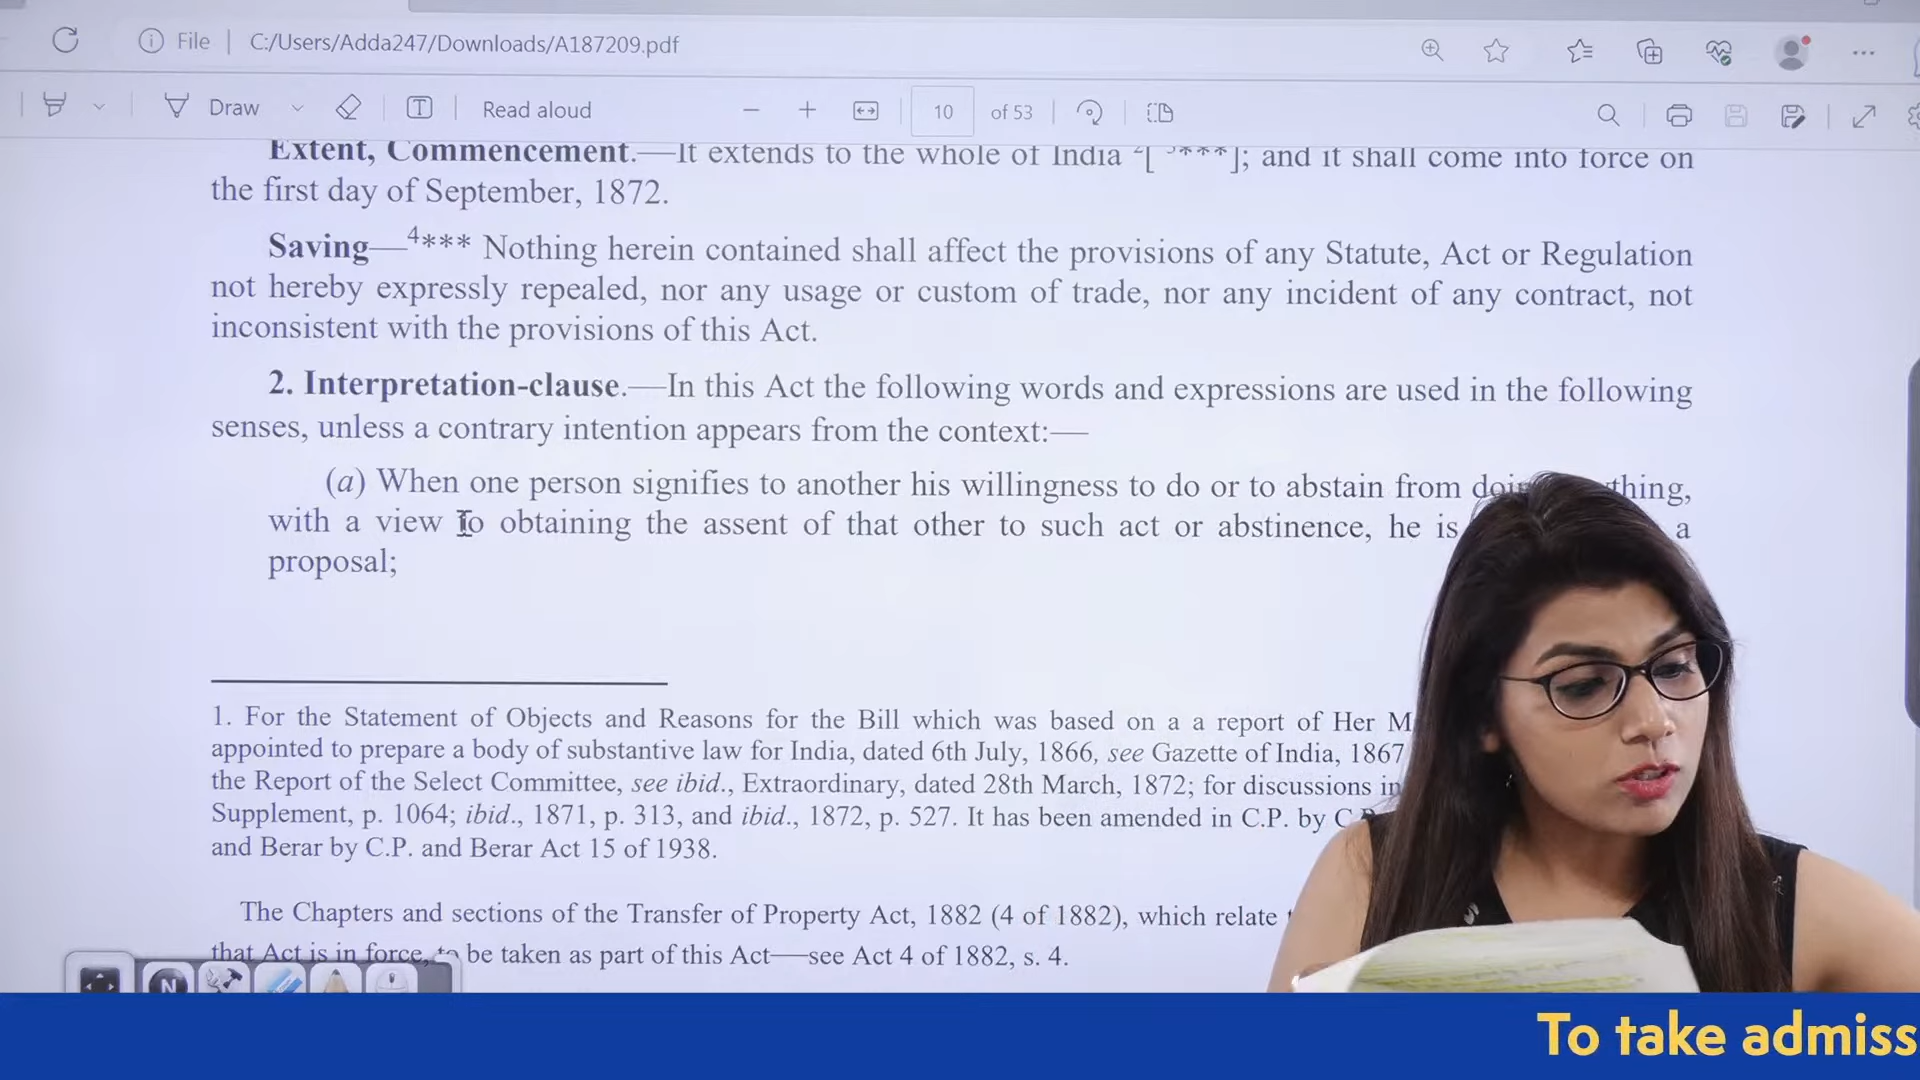 File | C:/Users/Adda247/Downloads/A187209.pdf
Draw
Read aloud
10 of 53
Extent, Commencement.—It extends to the whole of India ²[ ³***]; and it shall come into force on
the first day of September, 1872.
Saving—⁴*** Nothing herein contained shall affect the provisions of any Statute, Act or Regulation
not hereby expressly repealed, nor any usage or custom of trade, nor any incident of any contract, not
inconsistent with the provisions of this Act.
2. Interpretation-clause.—In this Act the following words and expressions are used in the following
senses, unless a contrary intention appears from the context:—
(a) When one person signifies to another his willingness to do or to abstain from thing,
with a view to obtaining the assent of that other to such act or abstinence, he is a
proposal;
1. For the Statement of Objects and Reasons for the Bill which was based on a a report of Her
appointed to prepare a body of substantive law for India, dated 6th July, 1866, see Gazette of India, 1867
the Report of the Select Committee, see ibid., Extraordinary, dated 28th March, 1872; for discussions in
Supplement, p. 1064; ibid., 1871, p. 313, and ibid., 1872, p. 527. It has been amended in C.P. by
and Berar by C.P. and Berar Act 15 of 1938.
The Chapters and sections of the Transfer of Property Act, 1882 (4 of 1882), which relate
that Act is in force, to be taken as part of this Act—see Act 4 of 1882, s. 4.
N
To take admiss